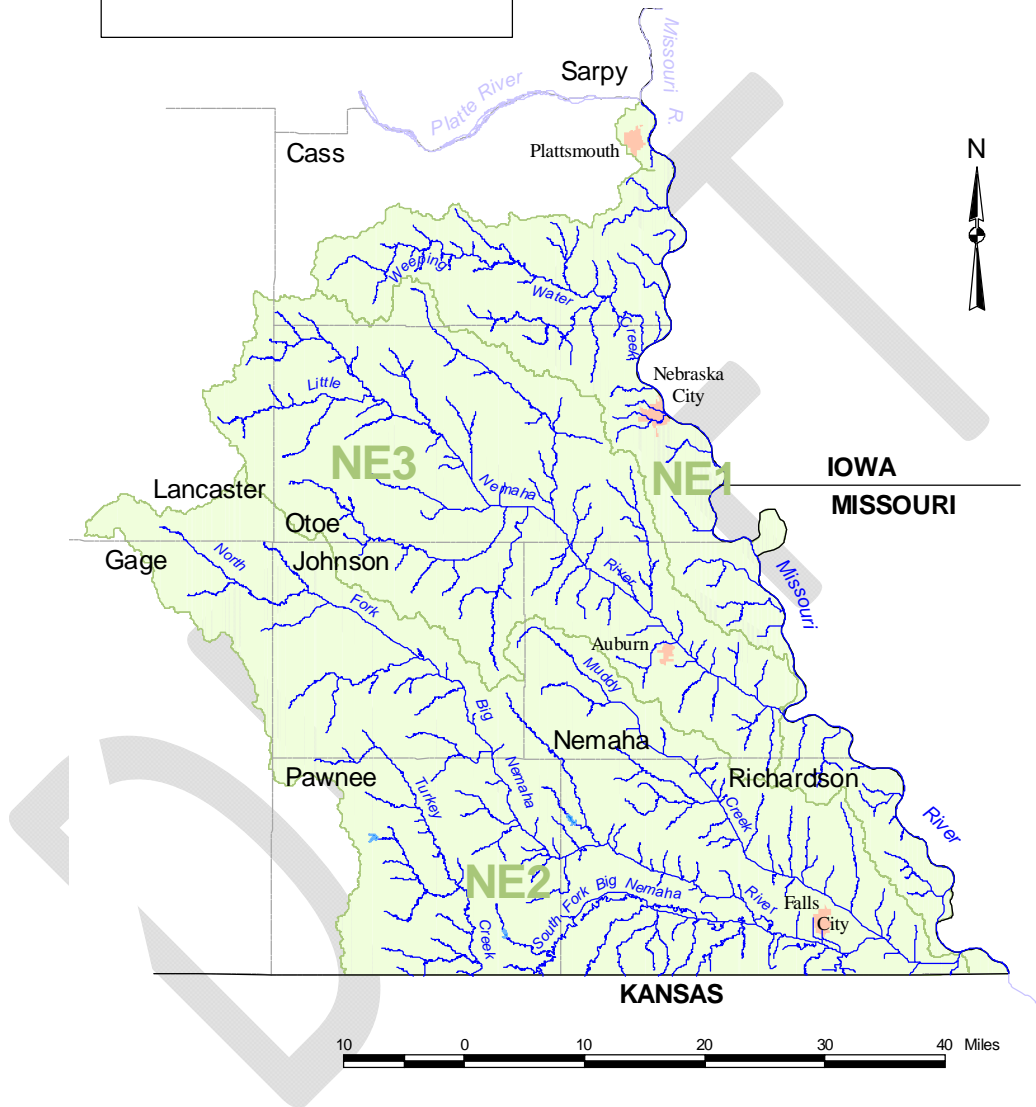 Missouri R.
Sarpy
Platte River
Cass
Plattsmouth
N
Weeping Water Creek
Little Nemaha River
Nebraska
City
NE3
NE1
IOWA
MISSOURI
Lancaster
Otoe
Gage
Johnson
North Fork Big Nemaha
Missouri River
Auburn
Muddy Creek
Nemaha
Pawnee
Richardson
Turkey Creek
NE2
South Fork Big Nemaha River
Falls
City
KANSAS
10 0 10 20 30 40 Miles
DRAFT